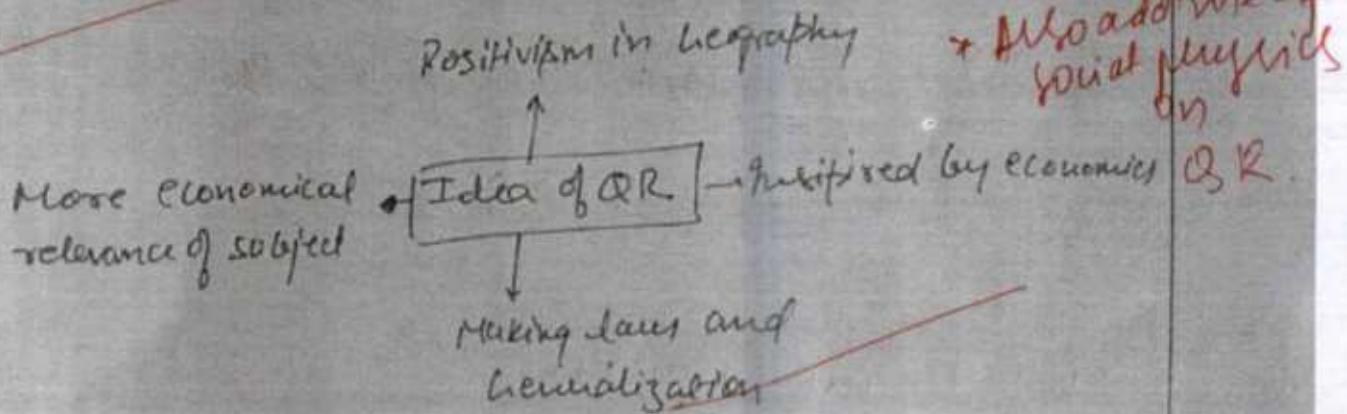 Positivism in Geography
* Also add
social physics
on
QR.
More economical
relevance of subject
Idea of QR
Inspired by economics
Making laws and
Generalization